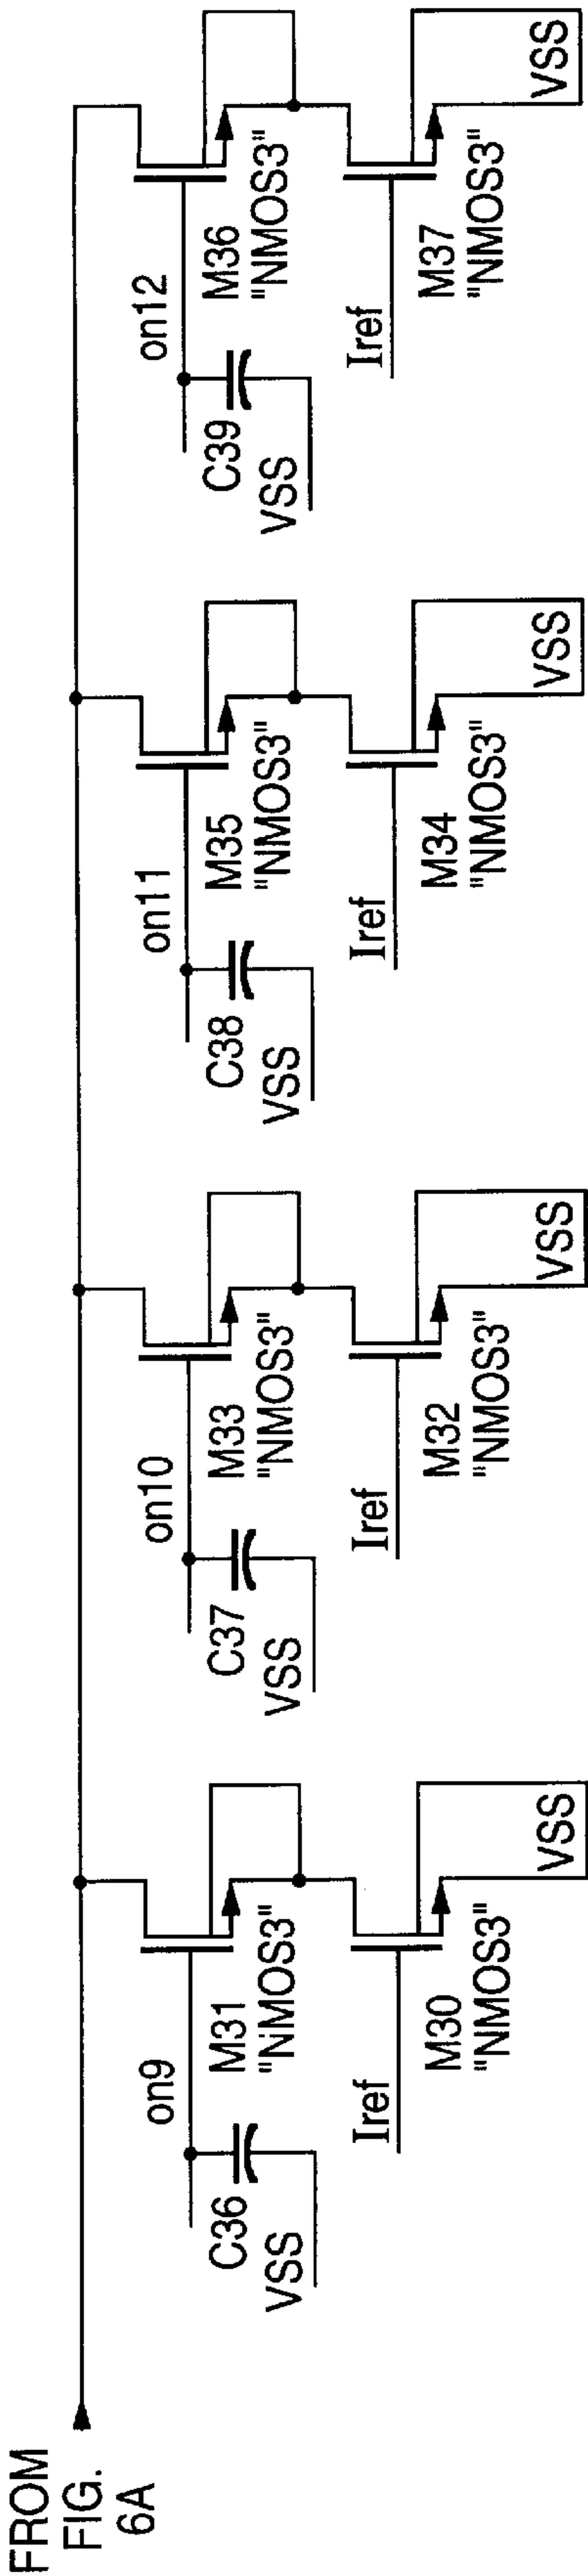 FROM
FIG.
6A
on9
C36
VSS
M31
"NMOS3"
Iref
M30
"NMOS3"
VSS
on10
C37
VSS
M33
"NMOS3"
Iref
M32
"NMOS3"
VSS
on11
C38
VSS
M35
"NMOS3"
Iref
M34
"NMOS3"
VSS
on12
C39
VSS
M36
"NMOS3"
Iref
M37
"NMOS3"
VSS